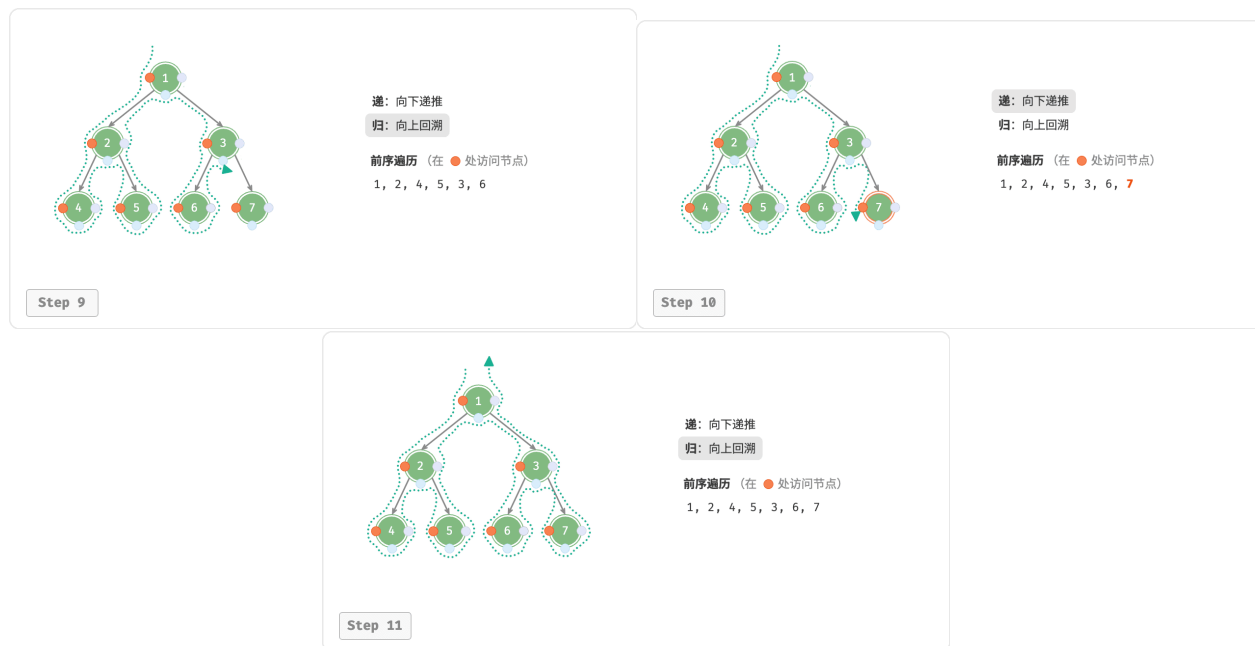 1
2
3
4
5
6
7
递：向下递推
归：向上回溯
前序遍历 （在 处访问节点）
1, 2, 4, 5, 3, 6
Step 9
1
2
3
4
5
6
7
递：向下递推
归：向上回溯
前序遍历 （在 处访问节点）
1, 2, 4, 5, 3, 6, 7
Step 10
1
2
3
4
5
6
7
递：向下递推
归：向上回溯
前序遍历 （在 处访问节点）
1, 2, 4, 5, 3, 6, 7
Step 11